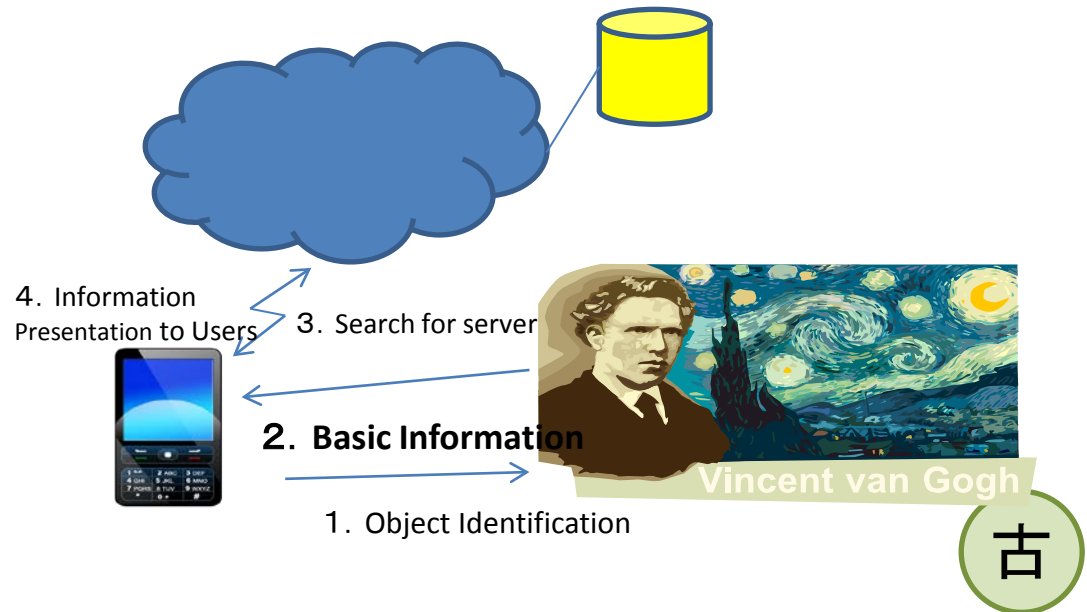 ４．Information
Presentation to Users
３．Search for server
２．Basic Information
Vincent van Gogh
１．Object Identification
古